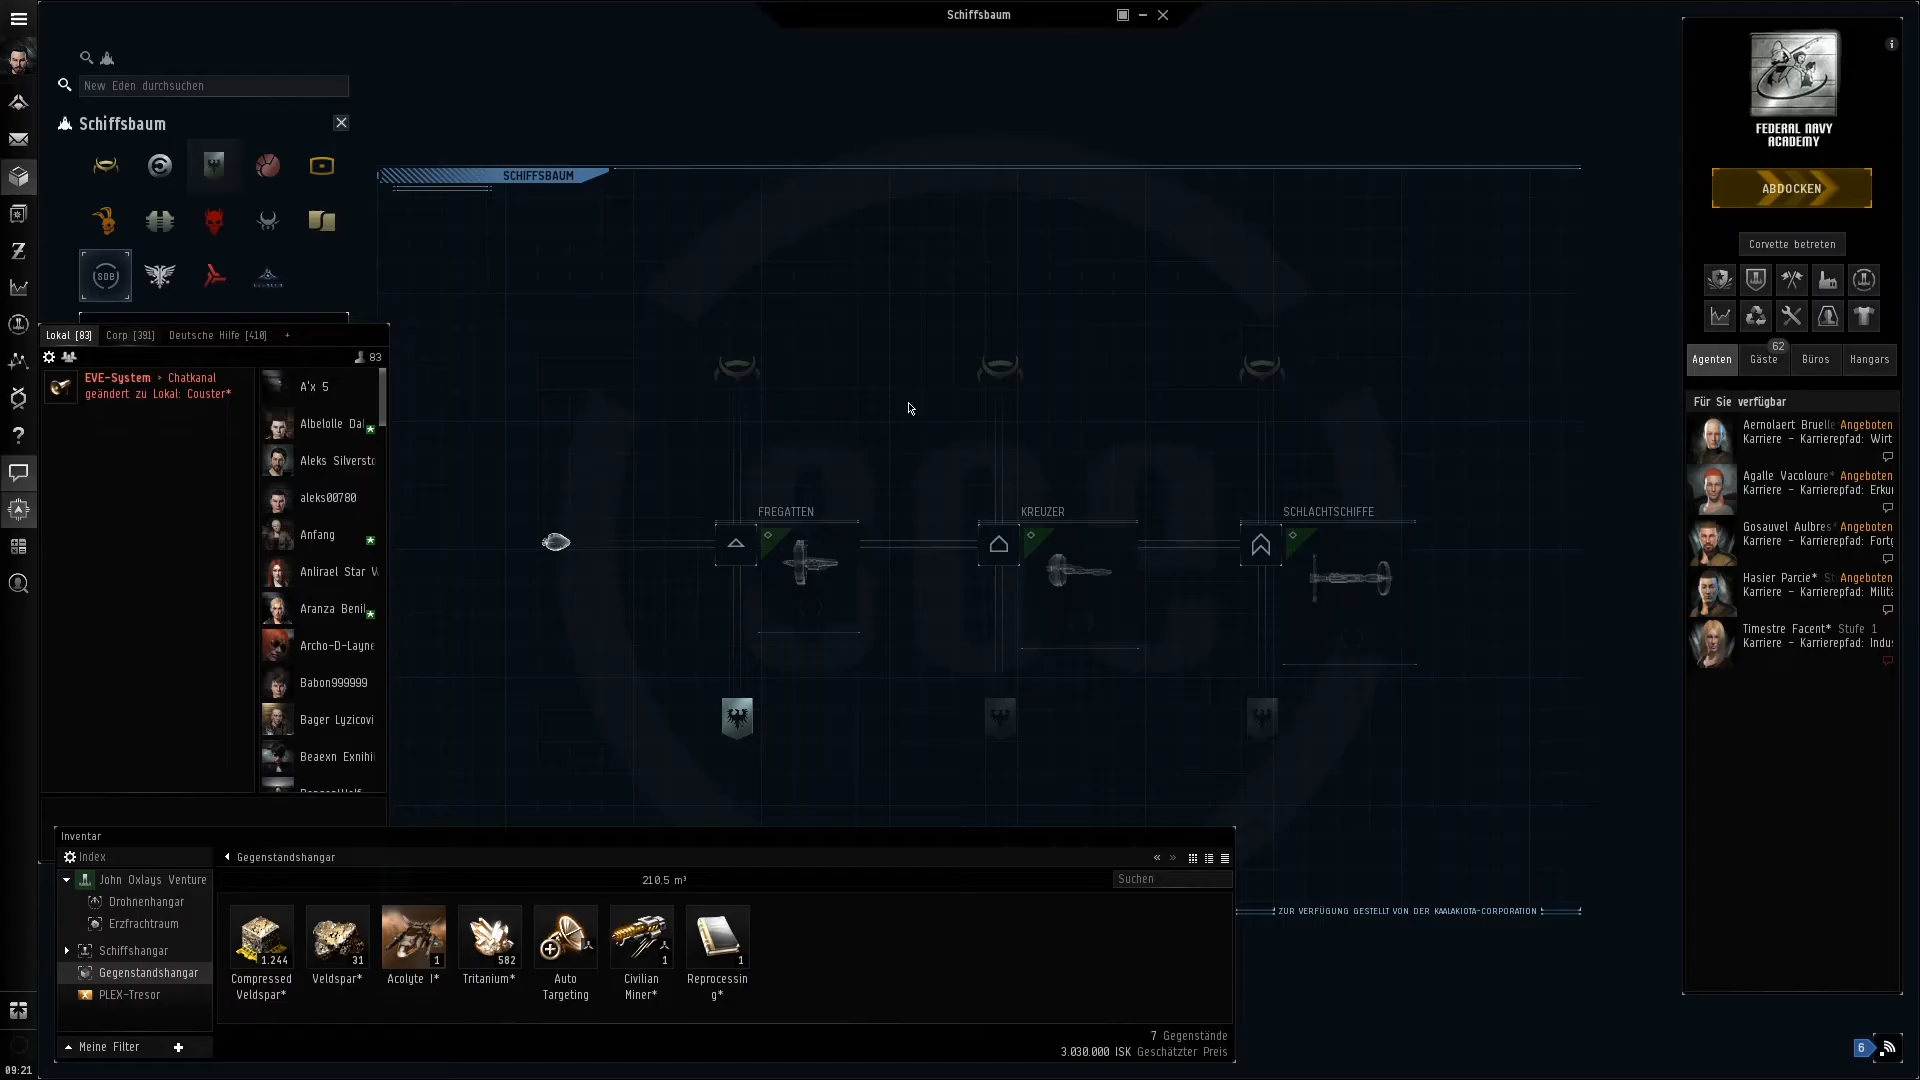 Schiffsbaum
New Eden durchsuchen
Schiffsbaum
SOB
SCHIFFSBAUM
Lokal [83]
Corp [391]
Deutsche Hilfe [410]
+
83
EVE-System > Chatkanal
geändert zu Lokal: Couster*
A'x 5
Albelolle Dal
Aleks Silversto
aleks00780
Anfang
Anlirael Star V
Aranza Benil
Archo-D-Layne
Babon999999
Bager Lyzicovi
Beaexn Exnihil
FREGATTEN
KREUZER
SCHLACHTSCHIFFE
ZUR VERFÜGUNG GESTELLT VON DER KAALAKIOTA-CORPORATION
Inventar
Index
John Oxlays Venture
Drohnenhangar
Erzfrachtraum
Schiffshangar
Gegenstandshangar
PLEX-Tresor
Meine Filter
Gegenstandshangar
210,5 m³
Suchen
1.244
Compressed
Veldspar*
31
Veldspar*
1
Acolyte I*
582
Tritanium*
Auto
Targeting
1
Civilian
Miner*
1
Reprocessin
g*
7 Gegenstände
3.030.000 ISK Geschätzter Preis
FEDERAL NAVY
ACADEMY
ABDOCKEN
Corvette betreten
Agenten
Gäste
62
Büros
Hangars
Für Sie verfügbar
Aernolaert Bruelle Angeboten
Karriere - Karrierepfad: Wirt
Agalle Vacoloure* Angeboten
Karriere - Karrierepfad: Erku
Gosauvel Aulbres* Angeboten
Karriere - Karrierepfad: Fortg
Hasier Parcie* St Angeboten
Karriere - Karrierepfad: Militä
Timestre Facent* Stufe 1
Karriere - Karrierepfad: Indus
6
09:21